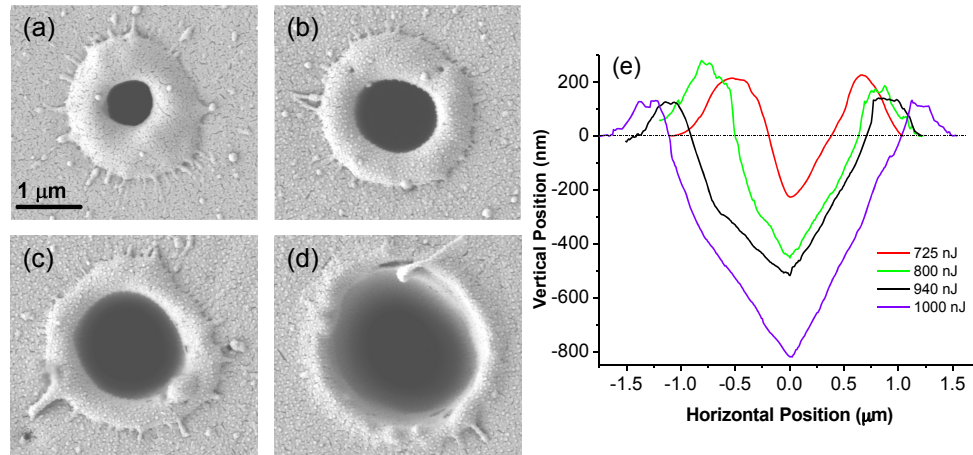 (a)
(b)
1 μm
(c)
(d)
(e)
Vertical Position (nm)
200
0
-200
-400
-600
-800
725 nJ
800 nJ
940 nJ
1000 nJ
-1.5 -1.0 -0.5 0.0 0.5 1.0 1.5
Horizontal Position (μm)